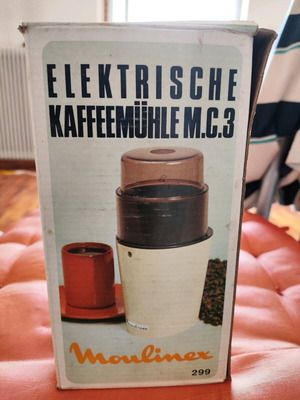 ELEKTRISCHE
KAFFEEMÜHLE M.C.3
Moulinex
299